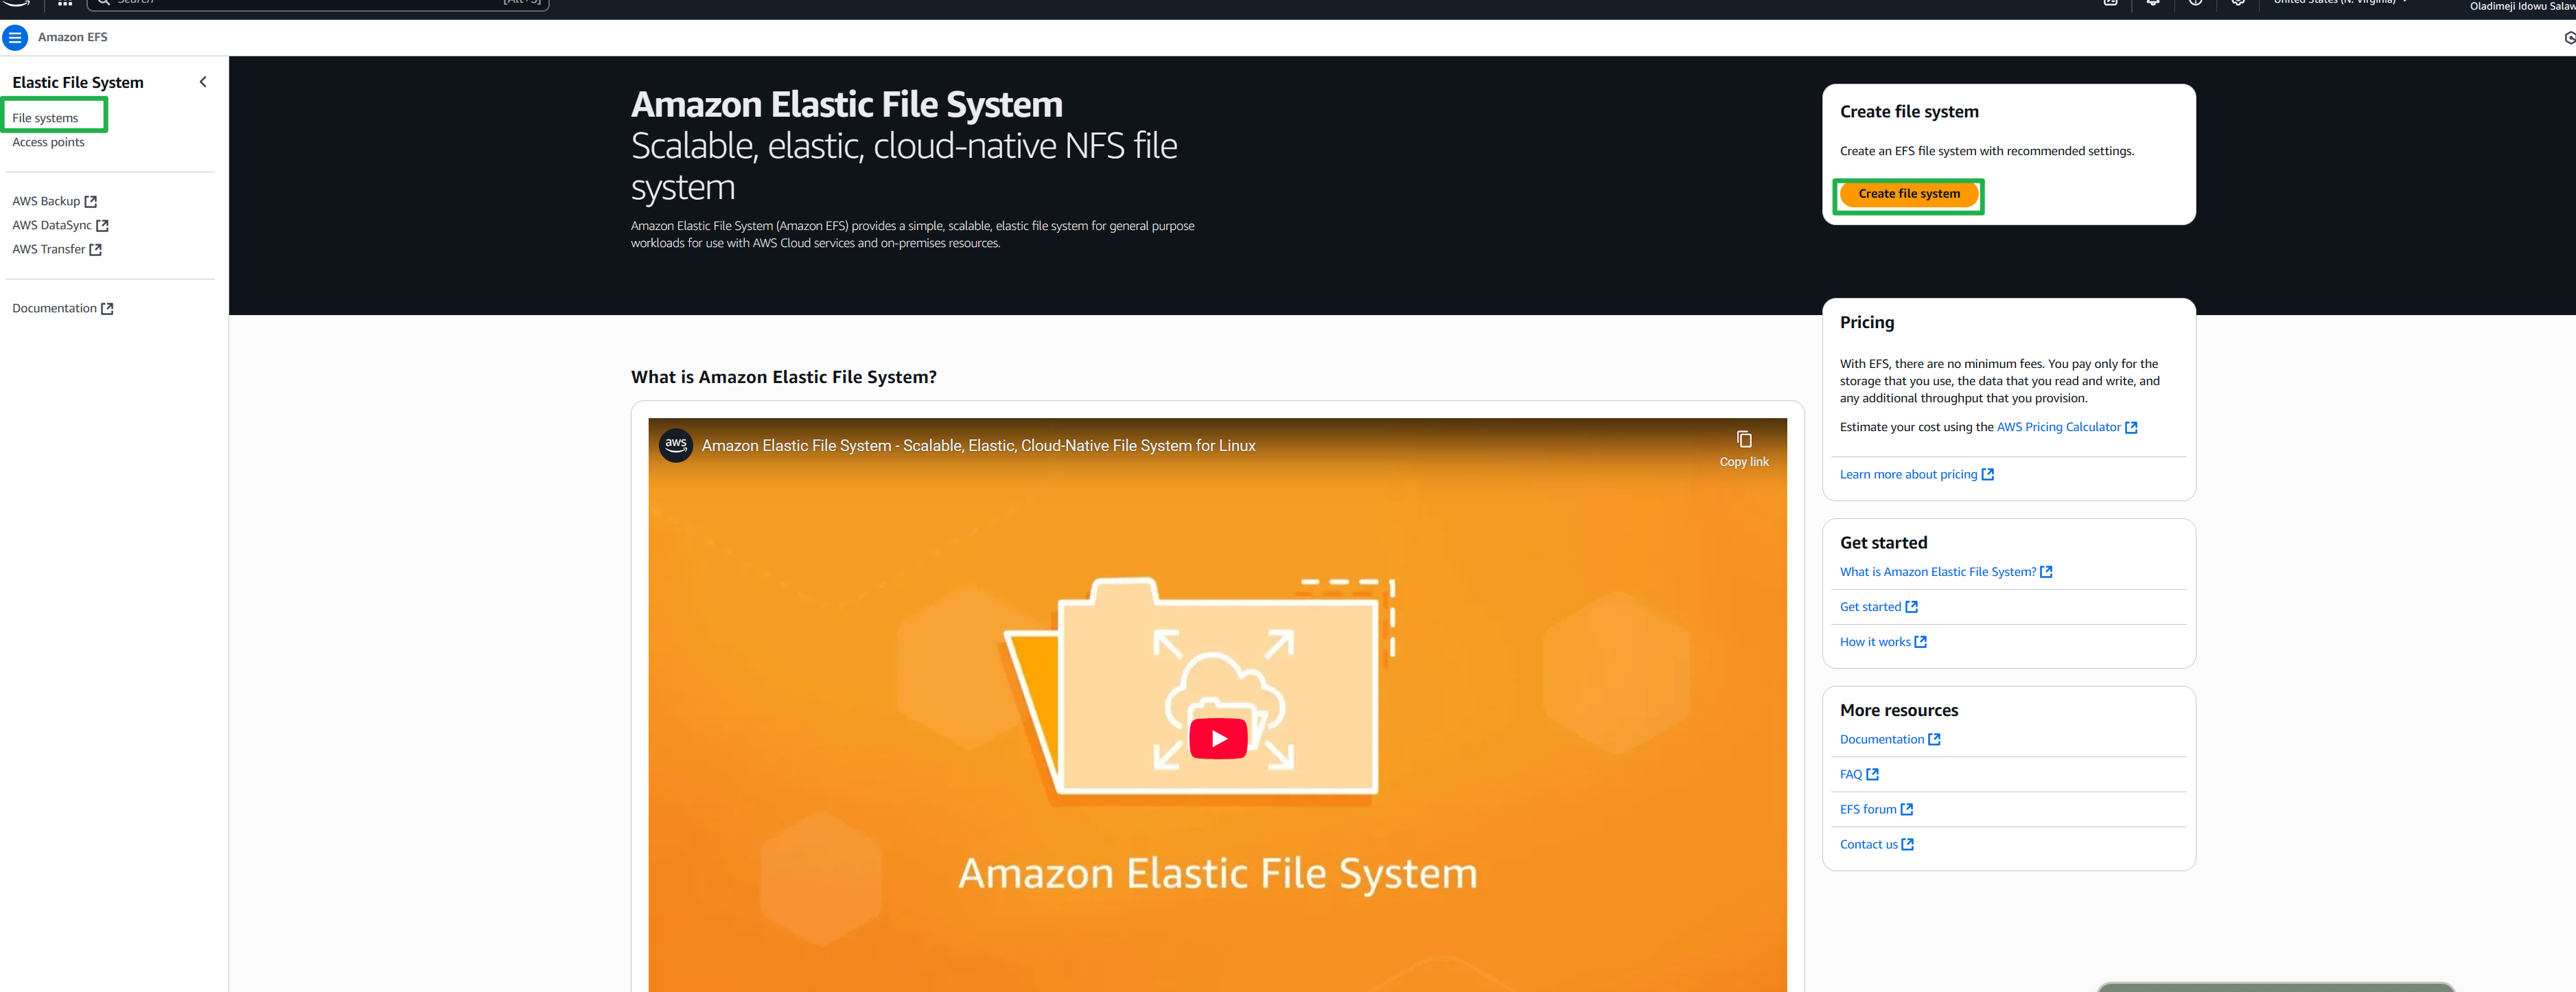 Search
[Alt+S]
United States (N. Virginia)
Oladimeji Idowu
Amazon EFS
Elastic File System
File systems
Access points
AWS Backup
AWS DataSync
AWS Transfer
Documentation
Amazon Elastic File System
Scalable, elastic, cloud-native NFS file
system
Amazon Elastic File System (Amazon EFS) provides a simple, scalable, elastic file system for general purpose
workloads for use with AWS Cloud services and on-premises resources.
Create file system
Create an EFS file system with recommended settings.
Create file system
What is Amazon Elastic File System?
aws
Amazon Elastic File System - Scalable, Elastic, Cloud-Native File System for Linux
Copy link
Amazon Elastic File System
Pricing
With EFS, there are no minimum fees. You pay only for the
storage that you use, the data that you read and write, and
any additional throughput that you provision.
Estimate your cost using the AWS Pricing Calculator
Learn more about pricing
Get started
What is Amazon Elastic File System?
Get started
How it works
More resources
Documentation
FAQ
EFS forum
Contact us